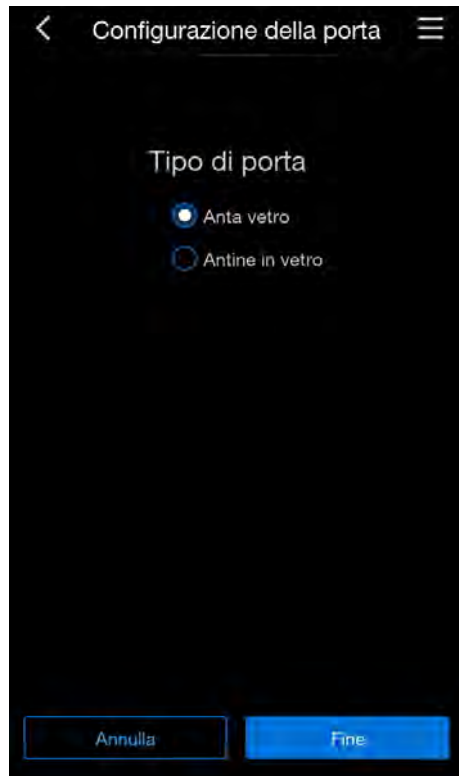 Configurazione della porta
Tipo di porta
Anta vetro
Antine in vetro
Annulla
Fine